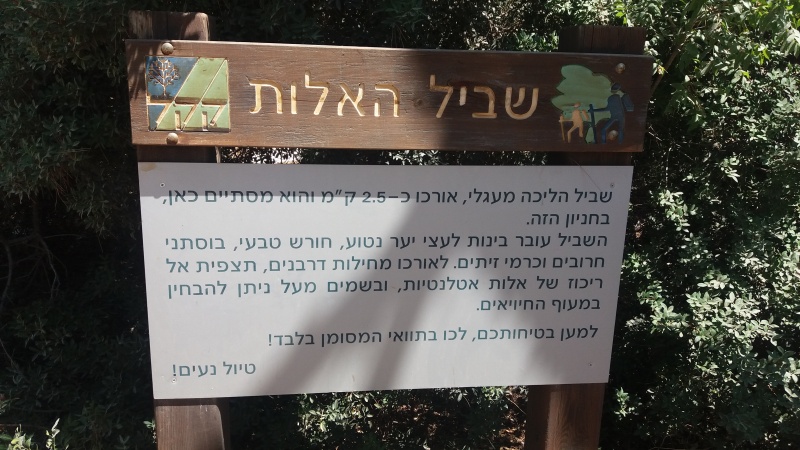 שביל האלות
קקל
שביל הליכה מעגלי, אורכו כ–2.5 ק"מ והוא מסתיים כאן,
בחניון הזה.
השביל עובר בינות לעצי יער נטוע, חורש טבעי, בוסתני
חרובים וכרמי זיתים. לאורכו מחילות דרבנים, תצפית אל
ריכוז של אלות אטלנטיות, ובשמים מעל ניתן להבחין
במעוף החיוויאים.
למען בטיחותכם, לכו בתוואי המסומן בלבד!
טיול נעים!